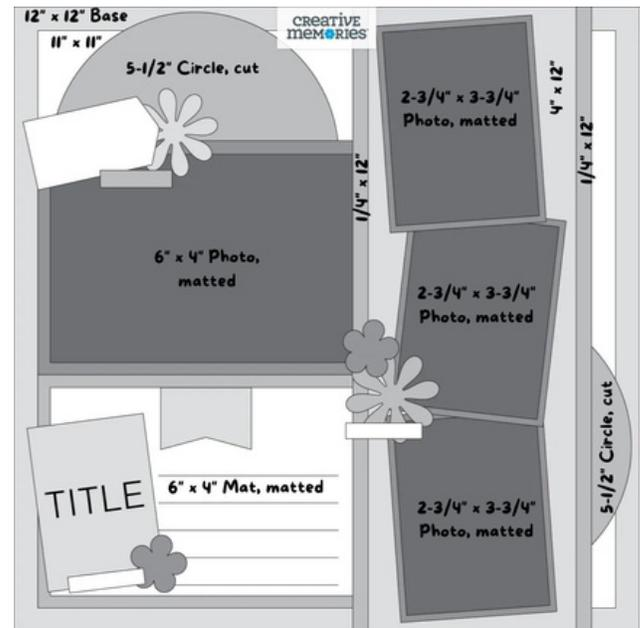 12" x 12" Base
11" x 11"
CREATIVE
MEMORIES
5-1/2" Circle, cut
2-3/4" x 3-3/4"
Photo, matted
4" x 12"
1/4" x 12"
1/4" x 12"
6" x 4" Photo,
matted
2-3/4" x 3-3/4"
Photo, matted
5-1/2" Circle, cut
TITLE
6" x 4" Mat, matted
2-3/4" x 3-3/4"
Photo, matted